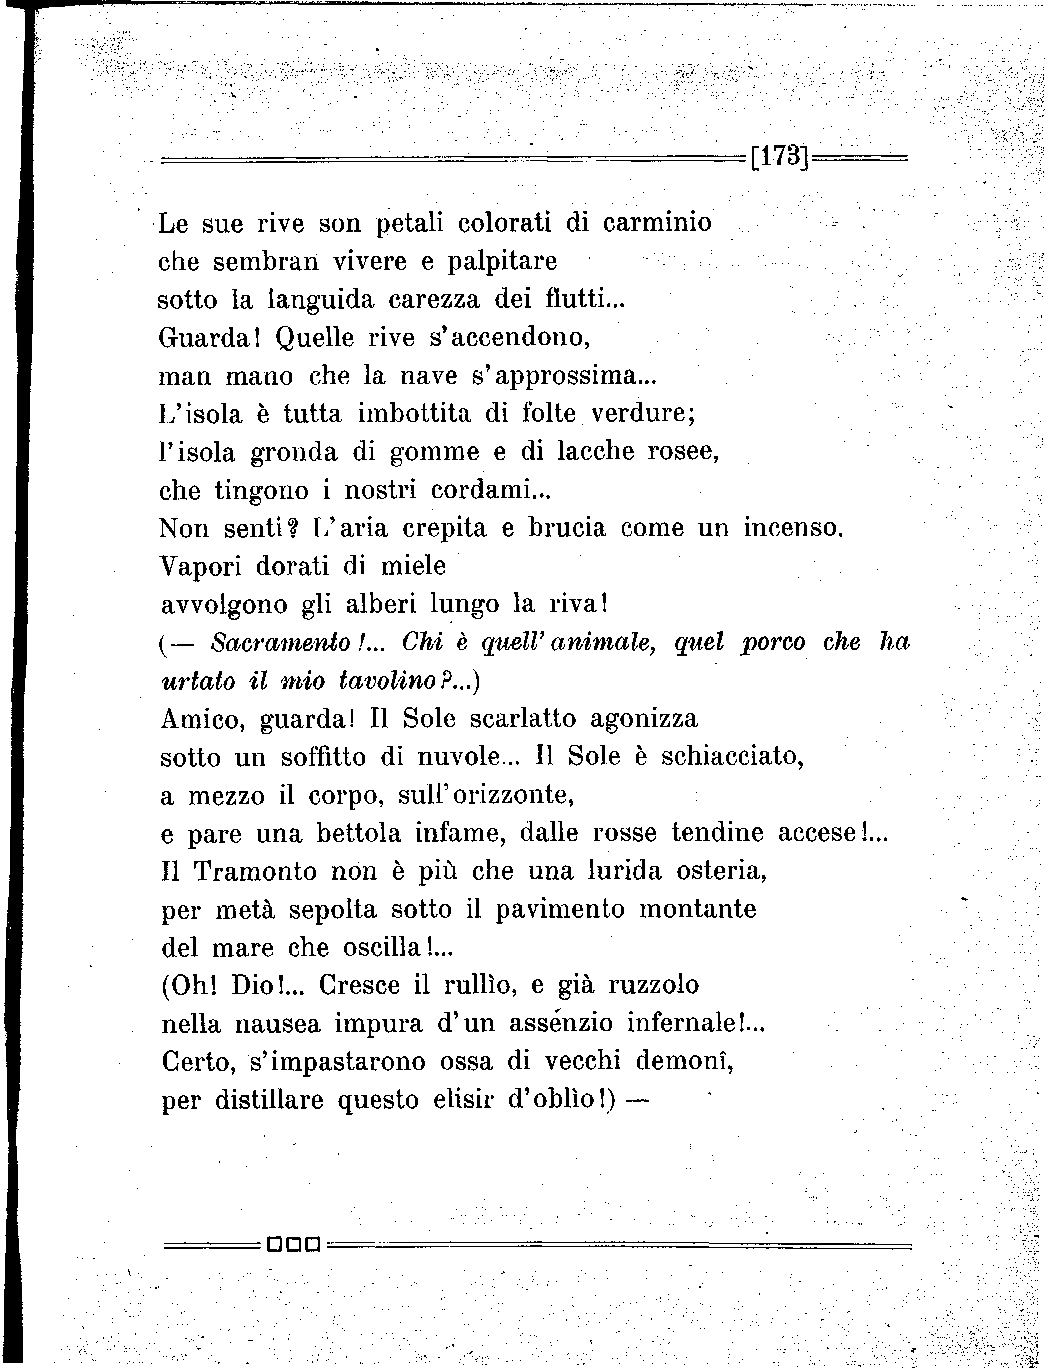 [173]
Le sue rive son petali colorati di carminio
che sembran vivere e palpitare
sotto la languida carezza dei flutti...
Guarda! Quelle rive s'accendono,
man mano che la nave s'approssima...
L'isola è tutta imbottita di folte verdure;
l'isola gronda di gomme e di lacche rosee,
che tingono i nostri cordami...
Non senti? L'aria crepita e brucia come un incenso.
Vapori dorati di miele
avvolgono gli alberi lungo la riva!
(— Sacramento!... Chi è quell'animale, quel porco che ha
urtato il mio tavolino?...)
Amico, guarda! Il Sole scarlatto agonizza
sotto un soffitto di nuvole... Il Sole è schiacciato,
a mezzo il corpo, sull'orizzonte,
e pare una bettola infame, dalle rosse tendine accese!...
Il Tramonto non è più che una lurida osteria,
per metà sepolta sotto il pavimento montante
del mare che oscilla!...
(Oh! Dio!... Cresce il rullìo, e già ruzzolo
nella nausea impura d'un assénzio infernale!...
Certo, s'impastarono ossa di vecchi demonî,
per distillare questo elisir d'oblìo!) —